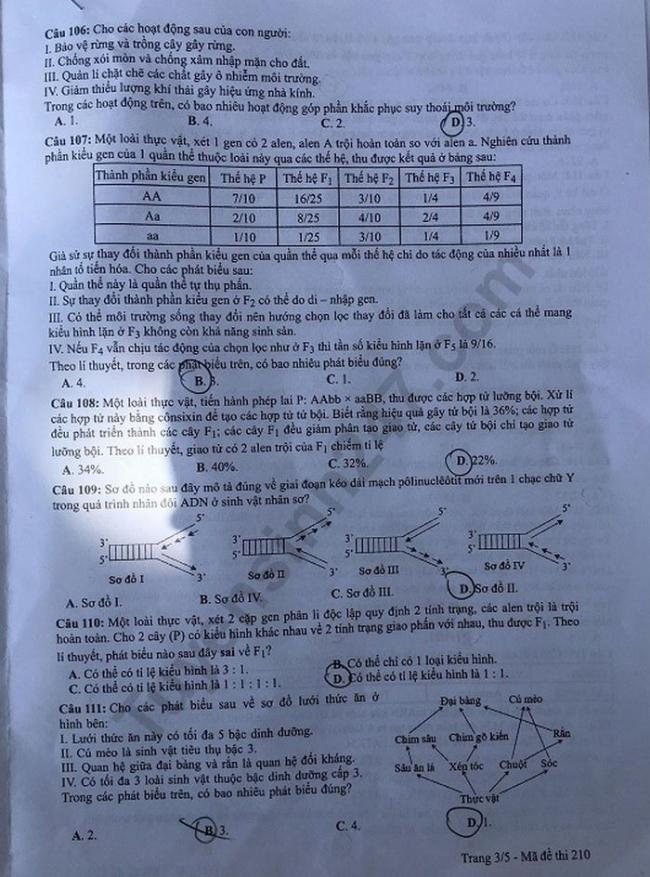 Câu 106: Cho các hoạt động sau của con người:
I. Bảo vệ rừng và trồng cây gây rừng.
II. Chống xói mòn và chống xâm nhập mặn cho đất.
III. Quản lí chặt chẽ các chất gây ô nhiễm môi trường.
IV. Giảm thiểu lượng khí thải gây hiệu ứng nhà kính.
Trong các hoạt động trên, có bao nhiêu hoạt động góp phần khắc phục suy thoái môi trường?
A. 1. B. 4. C. 2. D. 3.
Câu 107: Một loài thực vật, xét 1 gen có 2 alen, alen A trội hoàn toàn so với alen a. Nghiên cứu thành
phần kiểu gen của 1 quần thể thuộc loài này qua các thế hệ, thu được kết quả ở bảng sau:
Thành phần kiểu gen Thế hệ P Thế hệ F₁ Thế hệ F₂ Thế hệ F₃ Thế hệ F₄
AA 7/10 16/25 3/10 1/4 4/9
Aa 2/10 8/25 4/10 2/4 4/9
aa 1/10 1/25 3/10 1/4 1/9
Giả sử sự thay đổi thành phần kiểu gen của quần thể qua mỗi thế hệ chỉ do tác động của nhiều nhất là 1
nhân tố tiến hóa. Cho các phát biểu sau:
I. Quần thể này là quần thể tự thụ phấn.
II. Sự thay đổi thành phần kiểu gen ở F₂ có thể do di – nhập gen.
III. Có thể môi trường sống thay đổi nên hướng chọn lọc thay đổi đã làm cho tất cả các cá thể mang
kiểu hình lặn ở F₃ không còn khả năng sinh sản.
IV. Nếu F₄ vẫn chịu tác động của chọn lọc như ở F₃ thì tần số kiểu hình lặn ở F₅ là 9/16.
Theo lí thuyết, trong các phát biểu trên, có bao nhiêu phát biểu đúng?
A. 4. B. 3. C. 1. D. 2.
Câu 108: Một loài thực vật, tiến hành phép lai P: AAbb × aaBB, thu được các hợp tử lưỡng bội. Xử lí
các hợp tử này bằng cônsixin để tạo các hợp tử tứ bội. Biết rằng hiệu quả gây tứ bội là 36%; các hợp tử
đều phát triển thành các cây F₁; các cây F₁ đều giảm phân tạo giao tử, các cây tứ bội chỉ tạo giao tử
lưỡng bội. Theo lí thuyết, giao tử có 2 alen trội của F₁ chiếm tỉ lệ
A. 34%. B. 40%. C. 32%. D. 22%.
Câu 109: Sơ đồ nào sau đây mô tả đúng về giai đoạn kéo dài mạch pôlinuclêôtit mới trên 1 chạc chữ Y
trong quá trình nhân đôi ADN ở sinh vật nhân sơ?
5' 5' 5' 5'
3' 3' 3' 3'
5' 5' 5' 5'
3' 3' 3' 3'
Sơ đồ I Sơ đồ II Sơ đồ III Sơ đồ IV
A. Sơ đồ I. B. Sơ đồ IV. C. Sơ đồ III. D. Sơ đồ II.
Câu 110: Một loài thực vật, xét 2 cặp gen phân li độc lập quy định 2 tính trạng, các alen trội là trội
hoàn toàn. Cho 2 cây (P) có kiểu hình khác nhau về 2 tính trạng giao phấn với nhau, thu được F₁. Theo
lí thuyết, phát biểu nào sau đây sai về F₁?
A. Có thể có tỉ lệ kiểu hình là 3 : 1. B. Có thể chỉ có 1 loại kiểu hình.
C. Có thể có tỉ lệ kiểu hình là 1 : 1 : 1 : 1. D. Có thể có tỉ lệ kiểu hình là 1 : 1.
Câu 111: Cho các phát biểu sau về sơ đồ lưới thức ăn ở
hình bên:
I. Lưới thức ăn này có tối đa 5 bậc dinh dưỡng.
II. Cú mèo là sinh vật tiêu thụ bậc 3.
III. Quan hệ giữa đại bàng và rắn là quan hệ đối kháng.
IV. Có tối đa 3 loài sinh vật thuộc bậc dinh dưỡng cấp 3.
Trong các phát biểu trên, có bao nhiêu phát biểu đúng?
Đại bàng Cú mèo
Chim sâu Chim gõ kiến Rắn
Sâu ăn lá Xén tóc Chuột Sóc
Thực vật
A. 2. B. 3. C. 4. D. 1.
Trang 3/5 - Mã đề thi 210
Tuyensinh247.com